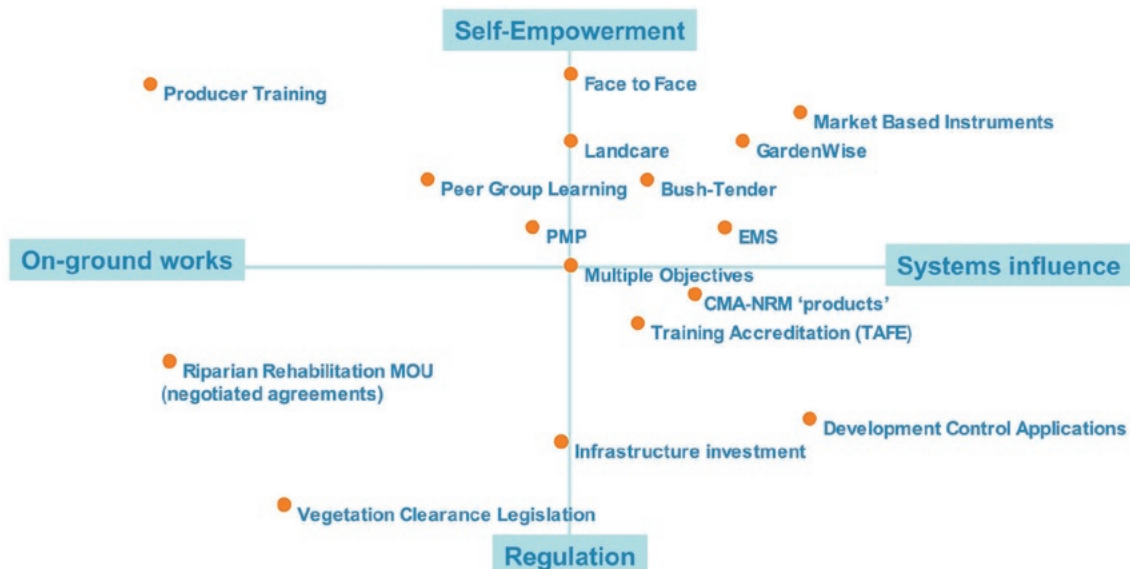 Self-Empowerment
Face to Face
Producer Training
Market Based Instruments
Landcare
GardenWise
Peer Group Learning
Bush-Tender
PMP
EMS
On-ground works
Systems influence
Multiple Objectives
CMA-NRM ‘products’
Training Accreditation (TAFE)
Riparian Rehabilitation MOU
(negotiated agreements)
Development Control Applications
Infrastructure investment
Vegetation Clearance Legislation
Regulation